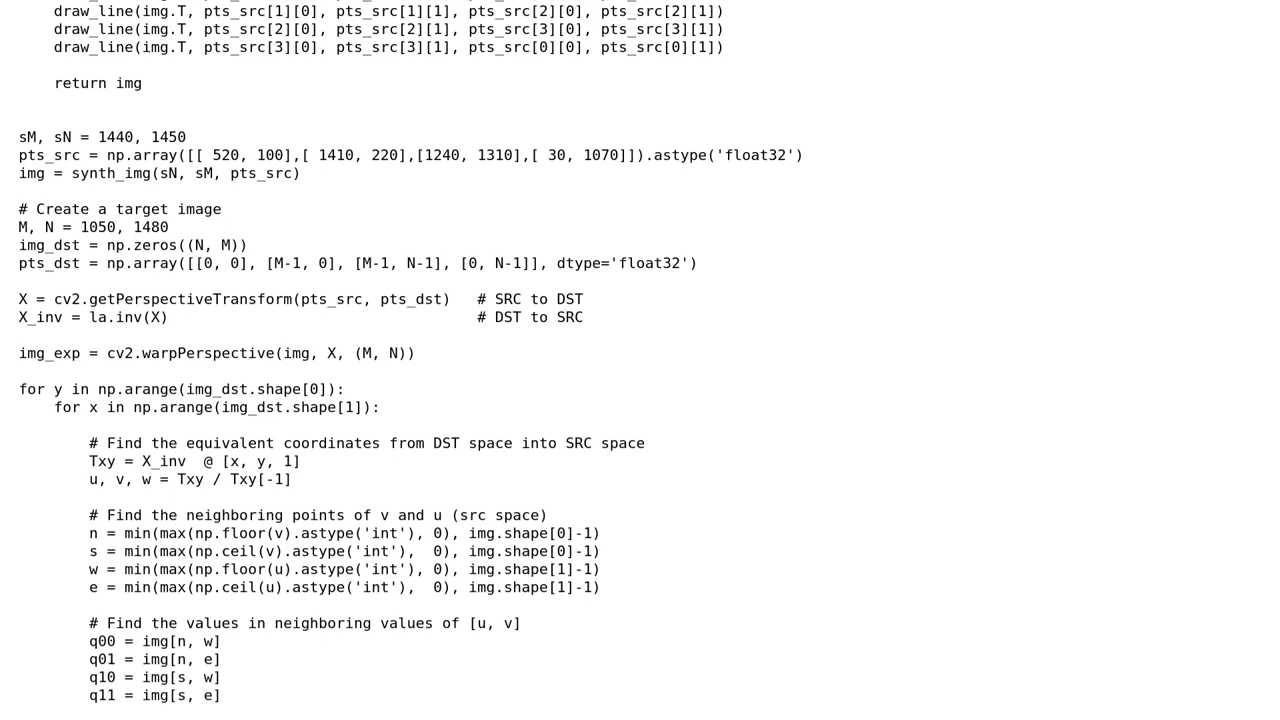 draw_line(img.T, pts_src[1][0], pts_src[1][1], pts_src[2][0], pts_src[2][1])
draw_line(img.T, pts_src[2][0], pts_src[2][1], pts_src[3][0], pts_src[3][1])
draw_line(img.T, pts_src[3][0], pts_src[3][1], pts_src[0][0], pts_src[0][1])
return img
sM, sN = 1440, 1450
pts_src = np.array([[ 520, 100],[ 1410, 220],[1240, 1310],[ 30, 1070]]).astype('float32')
img = synth_img(sN, sM, pts_src)
# Create a target image
M, N = 1050, 1480
img_dst = np.zeros((N, M))
pts_dst = np.array([[0, 0], [M-1, 0], [M-1, N-1], [0, N-1]], dtype='float32')
X = cv2.getPerspectiveTransform(pts_src, pts_dst)   # SRC to DST
X_inv = la.inv(X)                                   # DST to SRC
img_exp = cv2.warpPerspective(img, X, (M, N))
for y in np.arange(img_dst.shape[0]):
    for x in np.arange(img_dst.shape[1]):
        # Find the equivalent coordinates from DST space into SRC space
        Txy = X_inv  @ [x, y, 1]
        u, v, w = Txy / Txy[-1]
        # Find the neighboring points of v and u (src space)
        n = min(max(np.floor(v).astype('int'), 0), img.shape[0]-1)
        s = min(max(np.ceil(v).astype('int'),  0), img.shape[0]-1)
        w = min(max(np.floor(u).astype('int'), 0), img.shape[1]-1)
        e = min(max(np.ceil(u).astype('int'),  0), img.shape[1]-1)
        # Find the values in neighboring values of [u, v]
        q00 = img[n, w]
        q01 = img[n, e]
        q10 = img[s, w]
        q11 = img[s, e]